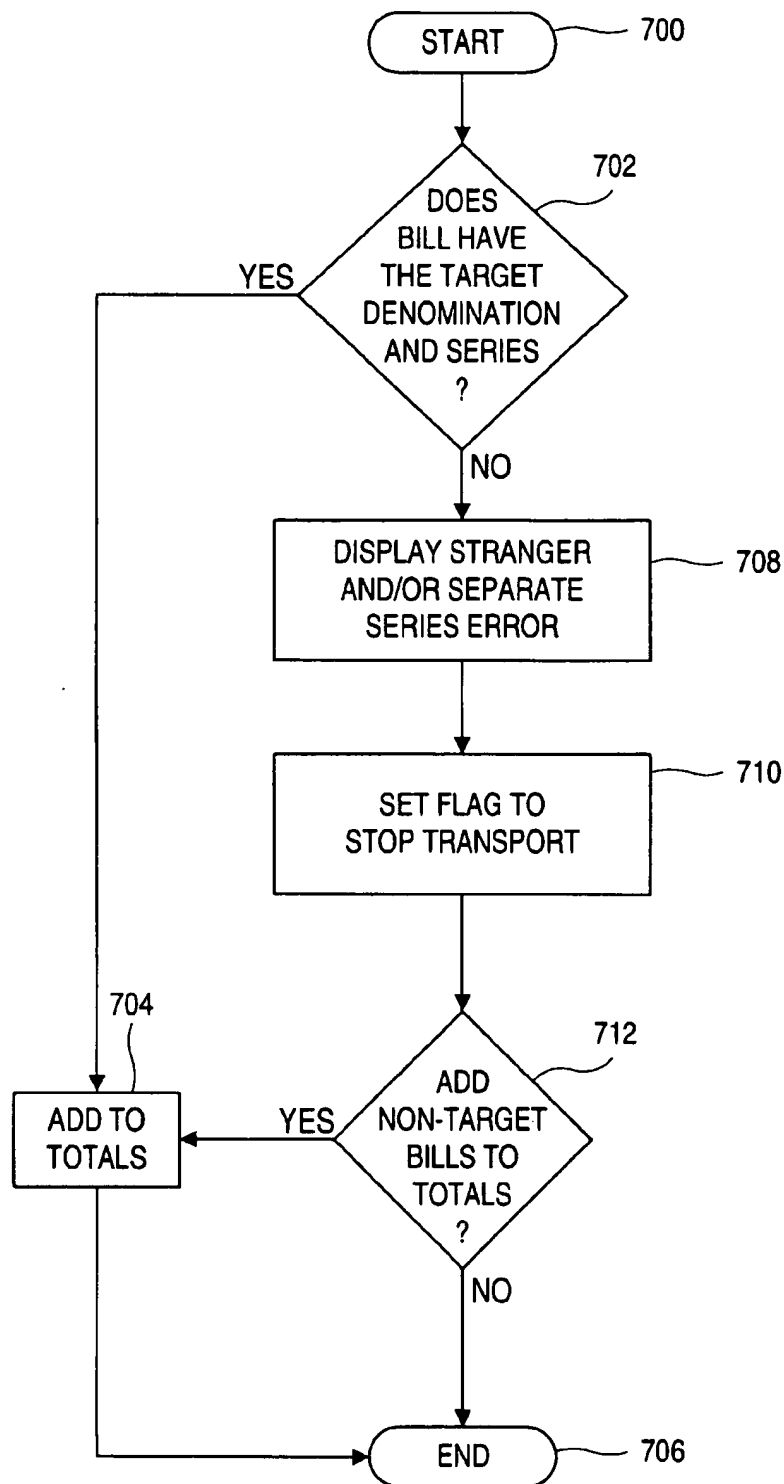 START
700
702
DOES
BILL HAVE
THE TARGET
DENOMINATION
AND SERIES
?
YES
NO
DISPLAY STRANGER
AND/OR SEPARATE
SERIES ERROR
708
710
SET FLAG TO
STOP TRANSPORT
704
712
ADD TO
TOTALS
YES
ADD
NON-TARGET
BILLS TO
TOTALS
?
NO
END
706